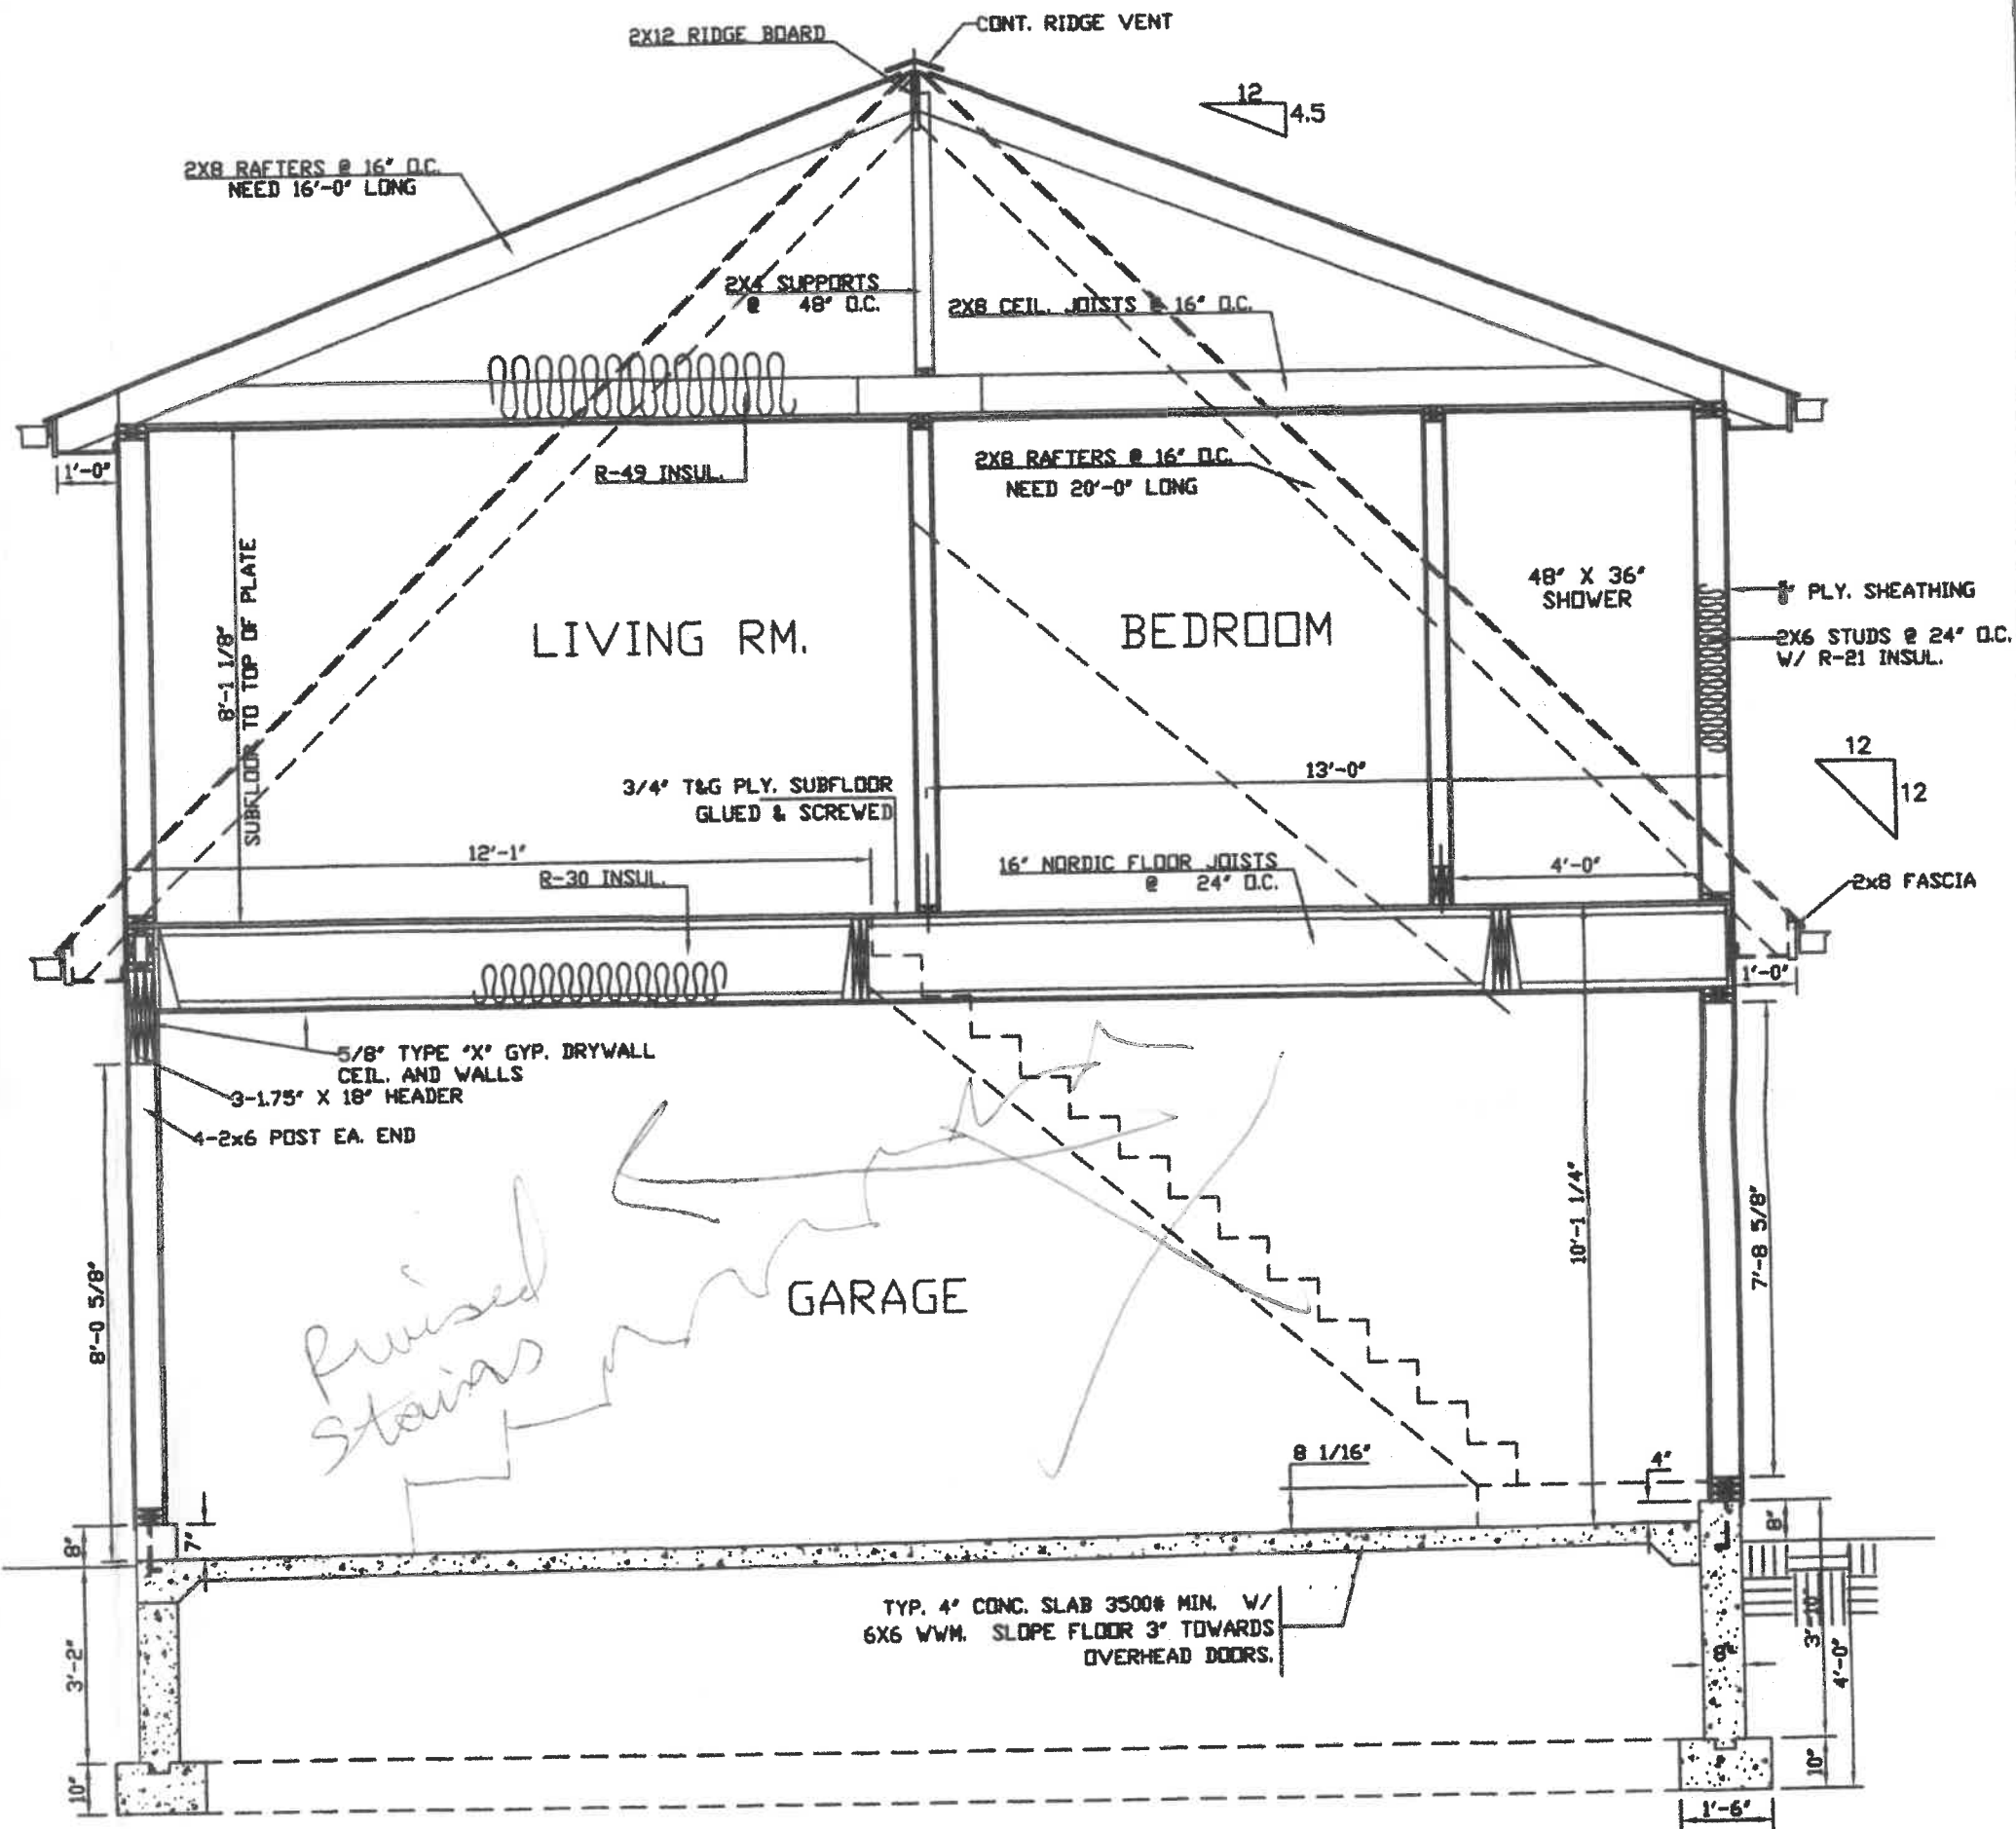 2X12 RIDGE BOARD
CONT. RIDGE VENT
12
4.5
2X8 RAFTERS @ 16" O.C.
NEED 16'-0" LONG
2X4 SUPPORTS
@ 48" O.C.
2X8 CEIL. JOISTS @ 16" O.C.
1'-0"
R-49 INSUL.
2X8 RAFTERS @ 16" O.C.
NEED 20'-0" LONG
8'-1 1/8"
SUBFLOOR TO TOP OF PLATE
LIVING RM.
BEDROOM
48" X 36"
SHOWER
PLY. SHEATHING
2X6 STUDS @ 24" O.C.
W/ R-21 INSUL.
12
12
13'-0"
3/4" T&G PLY. SUBFLOOR
GLUED & SCREWED
12'-1"
R-30 INSUL.
16" NORDIC FLOOR JOISTS
@ 24" O.C.
4'-0"
2x8 FASCIA
1'-0"
5/8" TYPE "X" GYP. DRYWALL
CEIL. AND WALLS
3-1.75" X 18" HEADER
4-2x6 POST EA. END
8'-0 5/8"
10'-1 1/4"
7'-8 5/8"
Revised
Stairs
GARAGE
8 1/16"
4"
8"
7"
8"
TYP. 4" CONC. SLAB 3500# MIN. W/
6X6 WWM. SLOPE FLOOR 3" TOWARDS
OVERHEAD DOORS.
3'-2"
8"
3'-10"
4'-0"
10"
10"
1'-6"